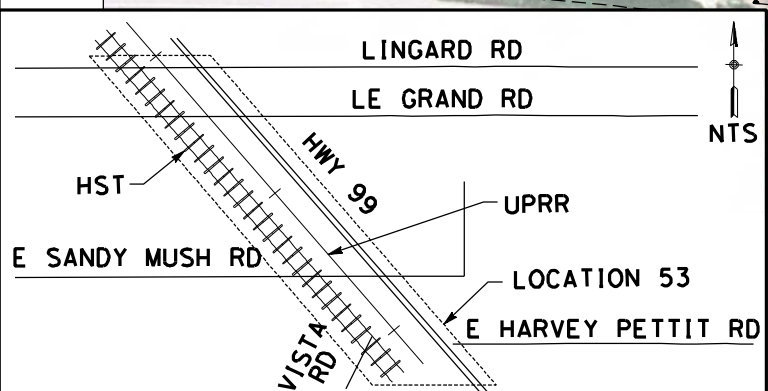 LINGARD RD
LE GRAND RD
NTS
HWY 99
HST
UPRR
E SANDY MUSH RD
LOCATION 53
E HARVEY PETTIT RD
VISTA
RD